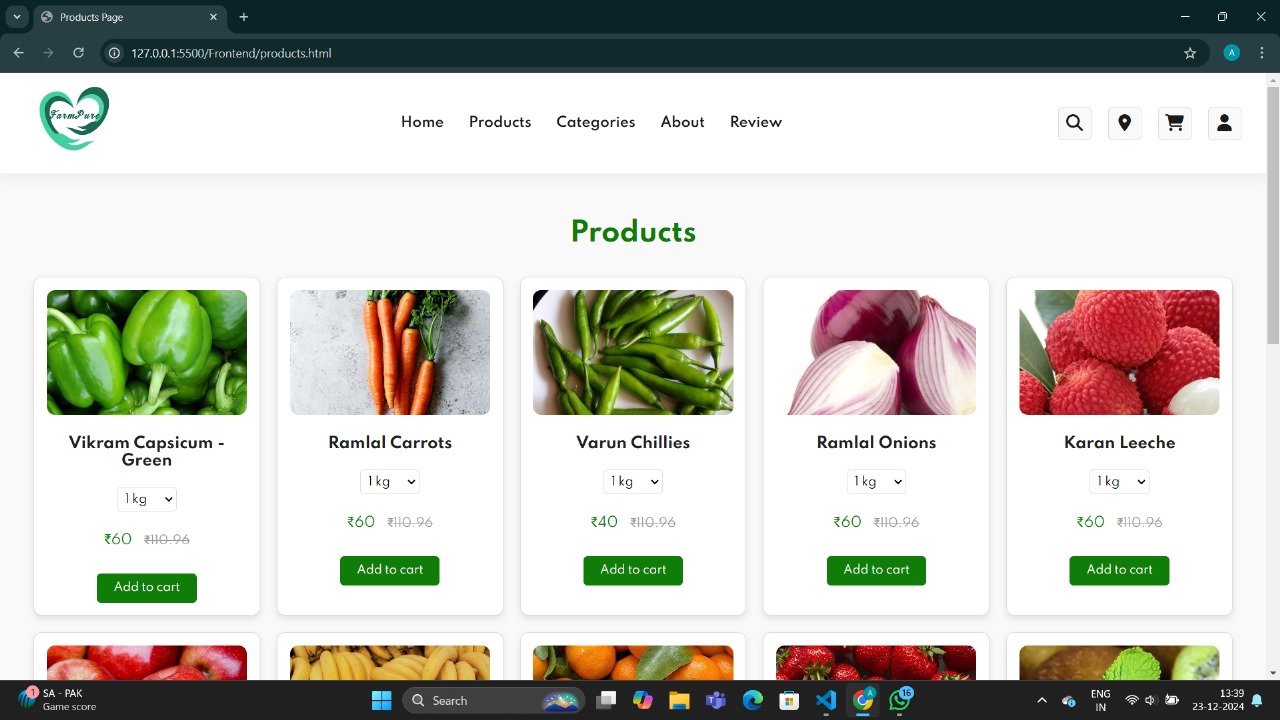 Products Page
127.0.0.1:5500/Frontend/products.html
A
FarmPure
Home
Products
Categories
About
Review
Products
Vikram Capsicum -
Green
1 kg
₹60 ₹110.96
Add to cart
Ramlal Carrots
1 kg
₹60 ₹110.96
Add to cart
Varun Chillies
1 kg
₹40 ₹110.96
Add to cart
Ramlal Onions
1 kg
₹60 ₹110.96
Add to cart
Karan Leeche
1 kg
₹60 ₹110.96
Add to cart
1
SA - PAK
Game score
Search
A
16
ENG
IN
13:39
23-12-2024